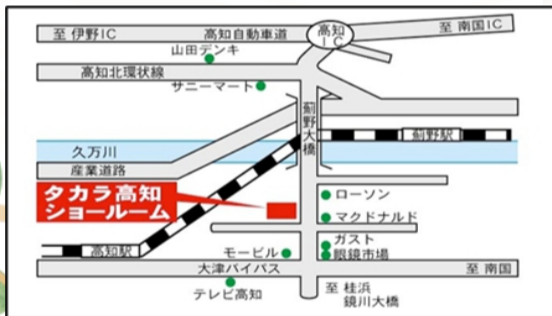 至 伊野IC
高知自動車道
高知
IC
至 南国IC
山田デンキ
高知北環状線
サニーマート
薊野大橋
薊野駅
久万川
産業道路
タカラ高知
ショールーム
ローソン
マクドナルド
ガスト
眼鏡市場
高知駅
モービル
大津バイパス
至 南国
テレビ高知
至 桂浜
鏡川大橋